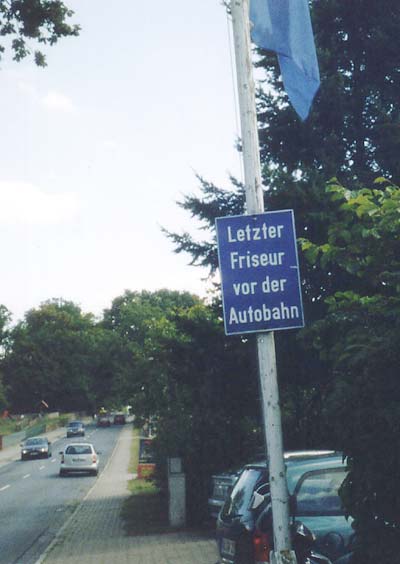 Letzter
Friseur
vor der
Autobahn